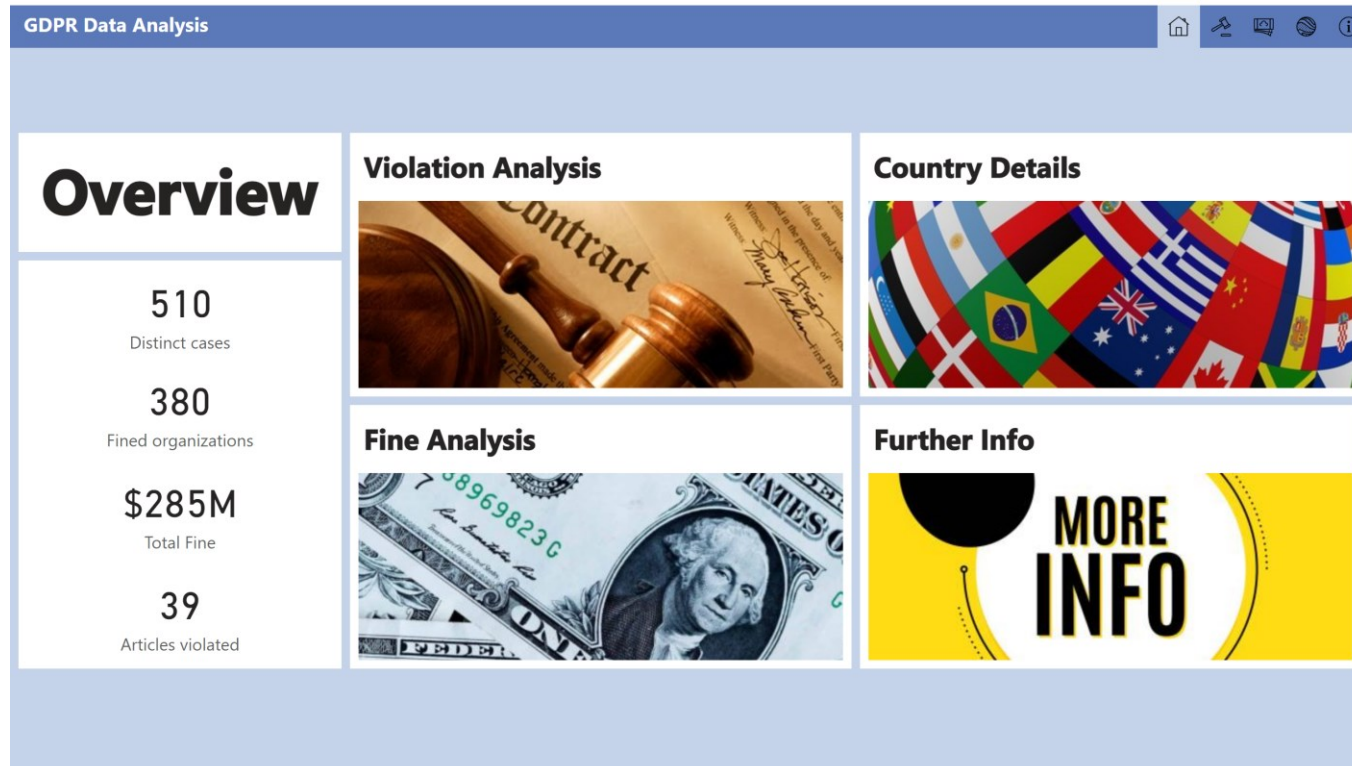 GDPR Data Analysis
Overview
510
Distinct cases
380
Fined organizations
$285M
Total Fine
39
Articles violated
Violation Analysis
Contract
Country Details
Fine Analysis
Further Info
MORE
INFO